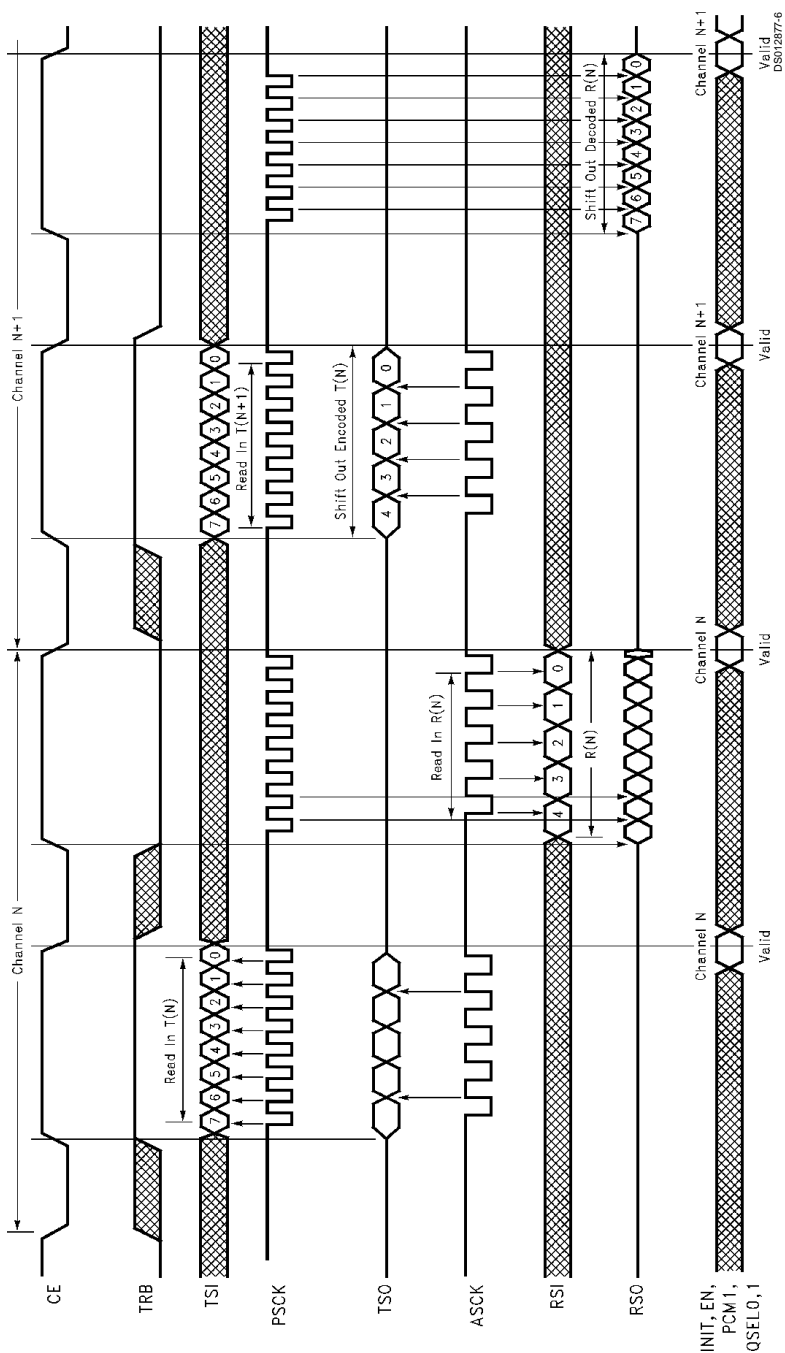 Channel N
Channel N+1
CE
TRB
TSI
7 6 5 4 3 2 1 0
7 6 5 4 3 2 1 0
Read In T(N)
Read In T(N+1)
PSCK
TSO
4 3 2 1 0
Shift Out Encoded T(N)
ASCK
Read In R(N)
RSI
4 3 2 1 0
R(N)
Shift Out Decoded R(N)
RSO
7 6 5 4 3 2 1 0
Channel N
Channel N
Channel N+1
Channel N+1
INIT, EN,
PCM1,
QSEL0, 1
Valid
Valid
Valid
Valid
DS012877-6